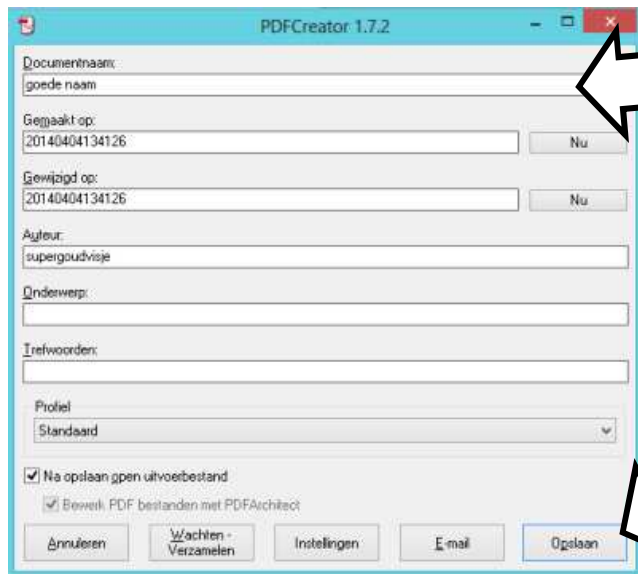 PDFCreator 1.7.2
Documentnaam:
goede naam
Gemaakt op:
20140404134126
Nu
Gewijzigd op:
20140404134126
Nu
Auteur:
supergoudvisje
Onderwerp:
Trefwoorden:
Profiel
Standaard
Na opslaan open uitvoerbestand
Bewerk PDF bestanden met PDFArchitect
Annuleren
Wachten -
Verzamelen
Instellingen
E-mail
Opslaan